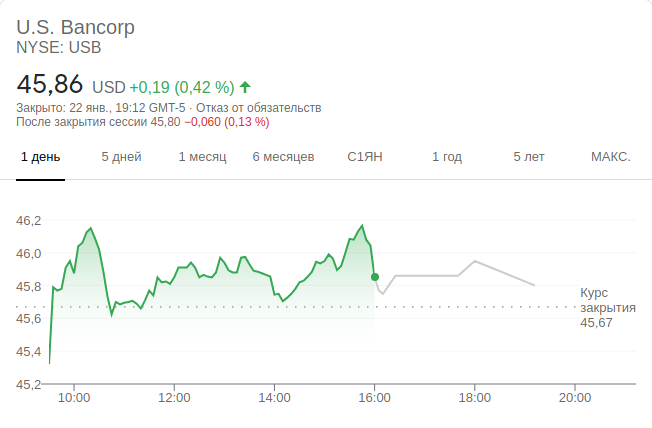 U.S. Bancorp
NYSE: USB
45,86 USD +0,19 (0,42 %)
Закрыто: 22 янв., 19:12 GMT-5 · Отказ от обязательств
После закрытия сессии 45,80 −0,060 (0,13 %)
1 день 5 дней 1 месяц 6 месяцев С1ЯН 1 год 5 лет МАКС.
46,2
46,0
45,8
45,6
45,4
45,2
Курс
закрытия
45,67
10:00 12:00 14:00 16:00 18:00 20:00